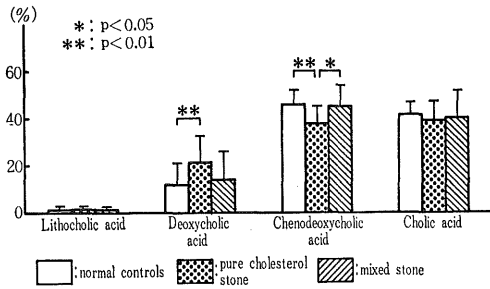 (%)
*: p<0.05
**: p<0.01
60
40
20
0
**
** *
Lithocholic acid
Deoxycholic
acid
Chenodeoxycholic
acid
Cholic acid
:normal controls
:pure cholesterol
stone
:mixed stone